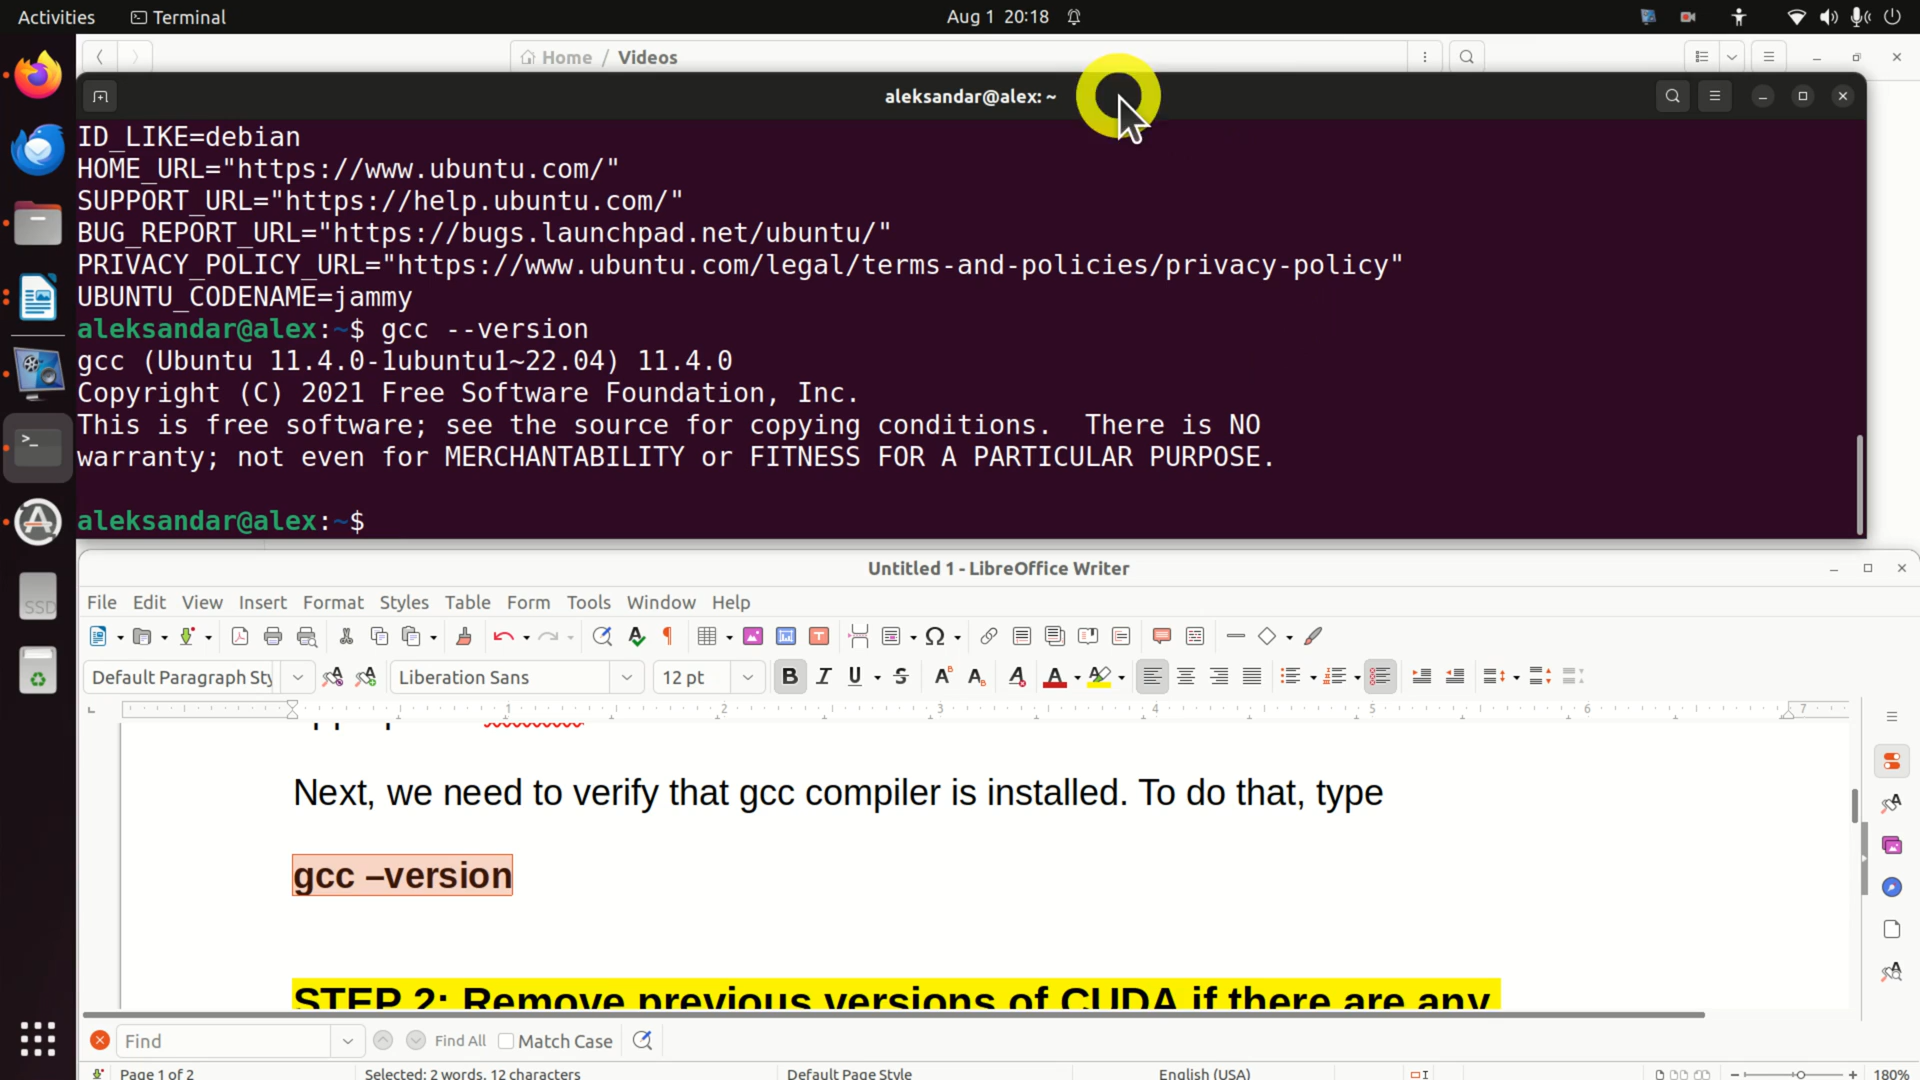 Activities
Terminal
Aug 1 20:18
Home / Videos
aleksandar@alex: ~
ID_LIKE=debian
HOME_URL="https://www.ubuntu.com/"
SUPPORT_URL="https://help.ubuntu.com/"
BUG_REPORT_URL="https://bugs.launchpad.net/ubuntu/"
PRIVACY_POLICY_URL="https://www.ubuntu.com/legal/terms-and-policies/privacy-policy"
UBUNTU_CODENAME=jammy
aleksandar@alex:~$ gcc --version
gcc (Ubuntu 11.4.0-1ubuntu1~22.04) 11.4.0
Copyright (C) 2021 Free Software Foundation, Inc.
This is free software; see the source for copying conditions.  There is NO
warranty; not even for MERCHANTABILITY or FITNESS FOR A PARTICULAR PURPOSE.
aleksandar@alex:~$
SSD
Untitled 1 - LibreOffice Writer
File Edit View Insert Format Styles Table Form Tools Window Help
Default Paragraph Sty
Liberation Sans
12 pt
1 2 3 4 5 6 7
Next, we need to verify that gcc compiler is installed. To do that, type
gcc –version
STEP 2: Remove previous versions of CUDA if there are any
Find
Find All
Match Case
Page 1 of 2
Selected: 2 words, 12 characters
Default Page Style
English (USA)
180%